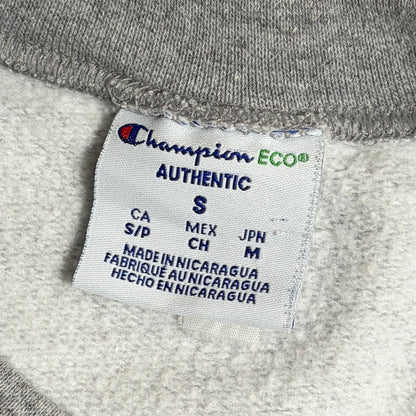 Champion ECO®
AUTHENTIC
S
CA MEX JPN
S/P CH M
MADE IN NICARAGUA
FABRIQUÉ AU NICARAGUA
HECHO EN NICARAGUA